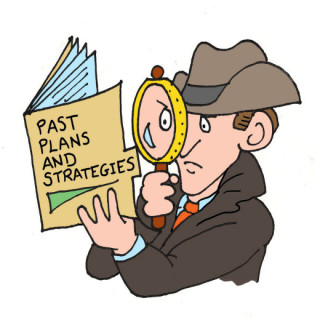 PAST
PLANS
AND
STRATEGIES